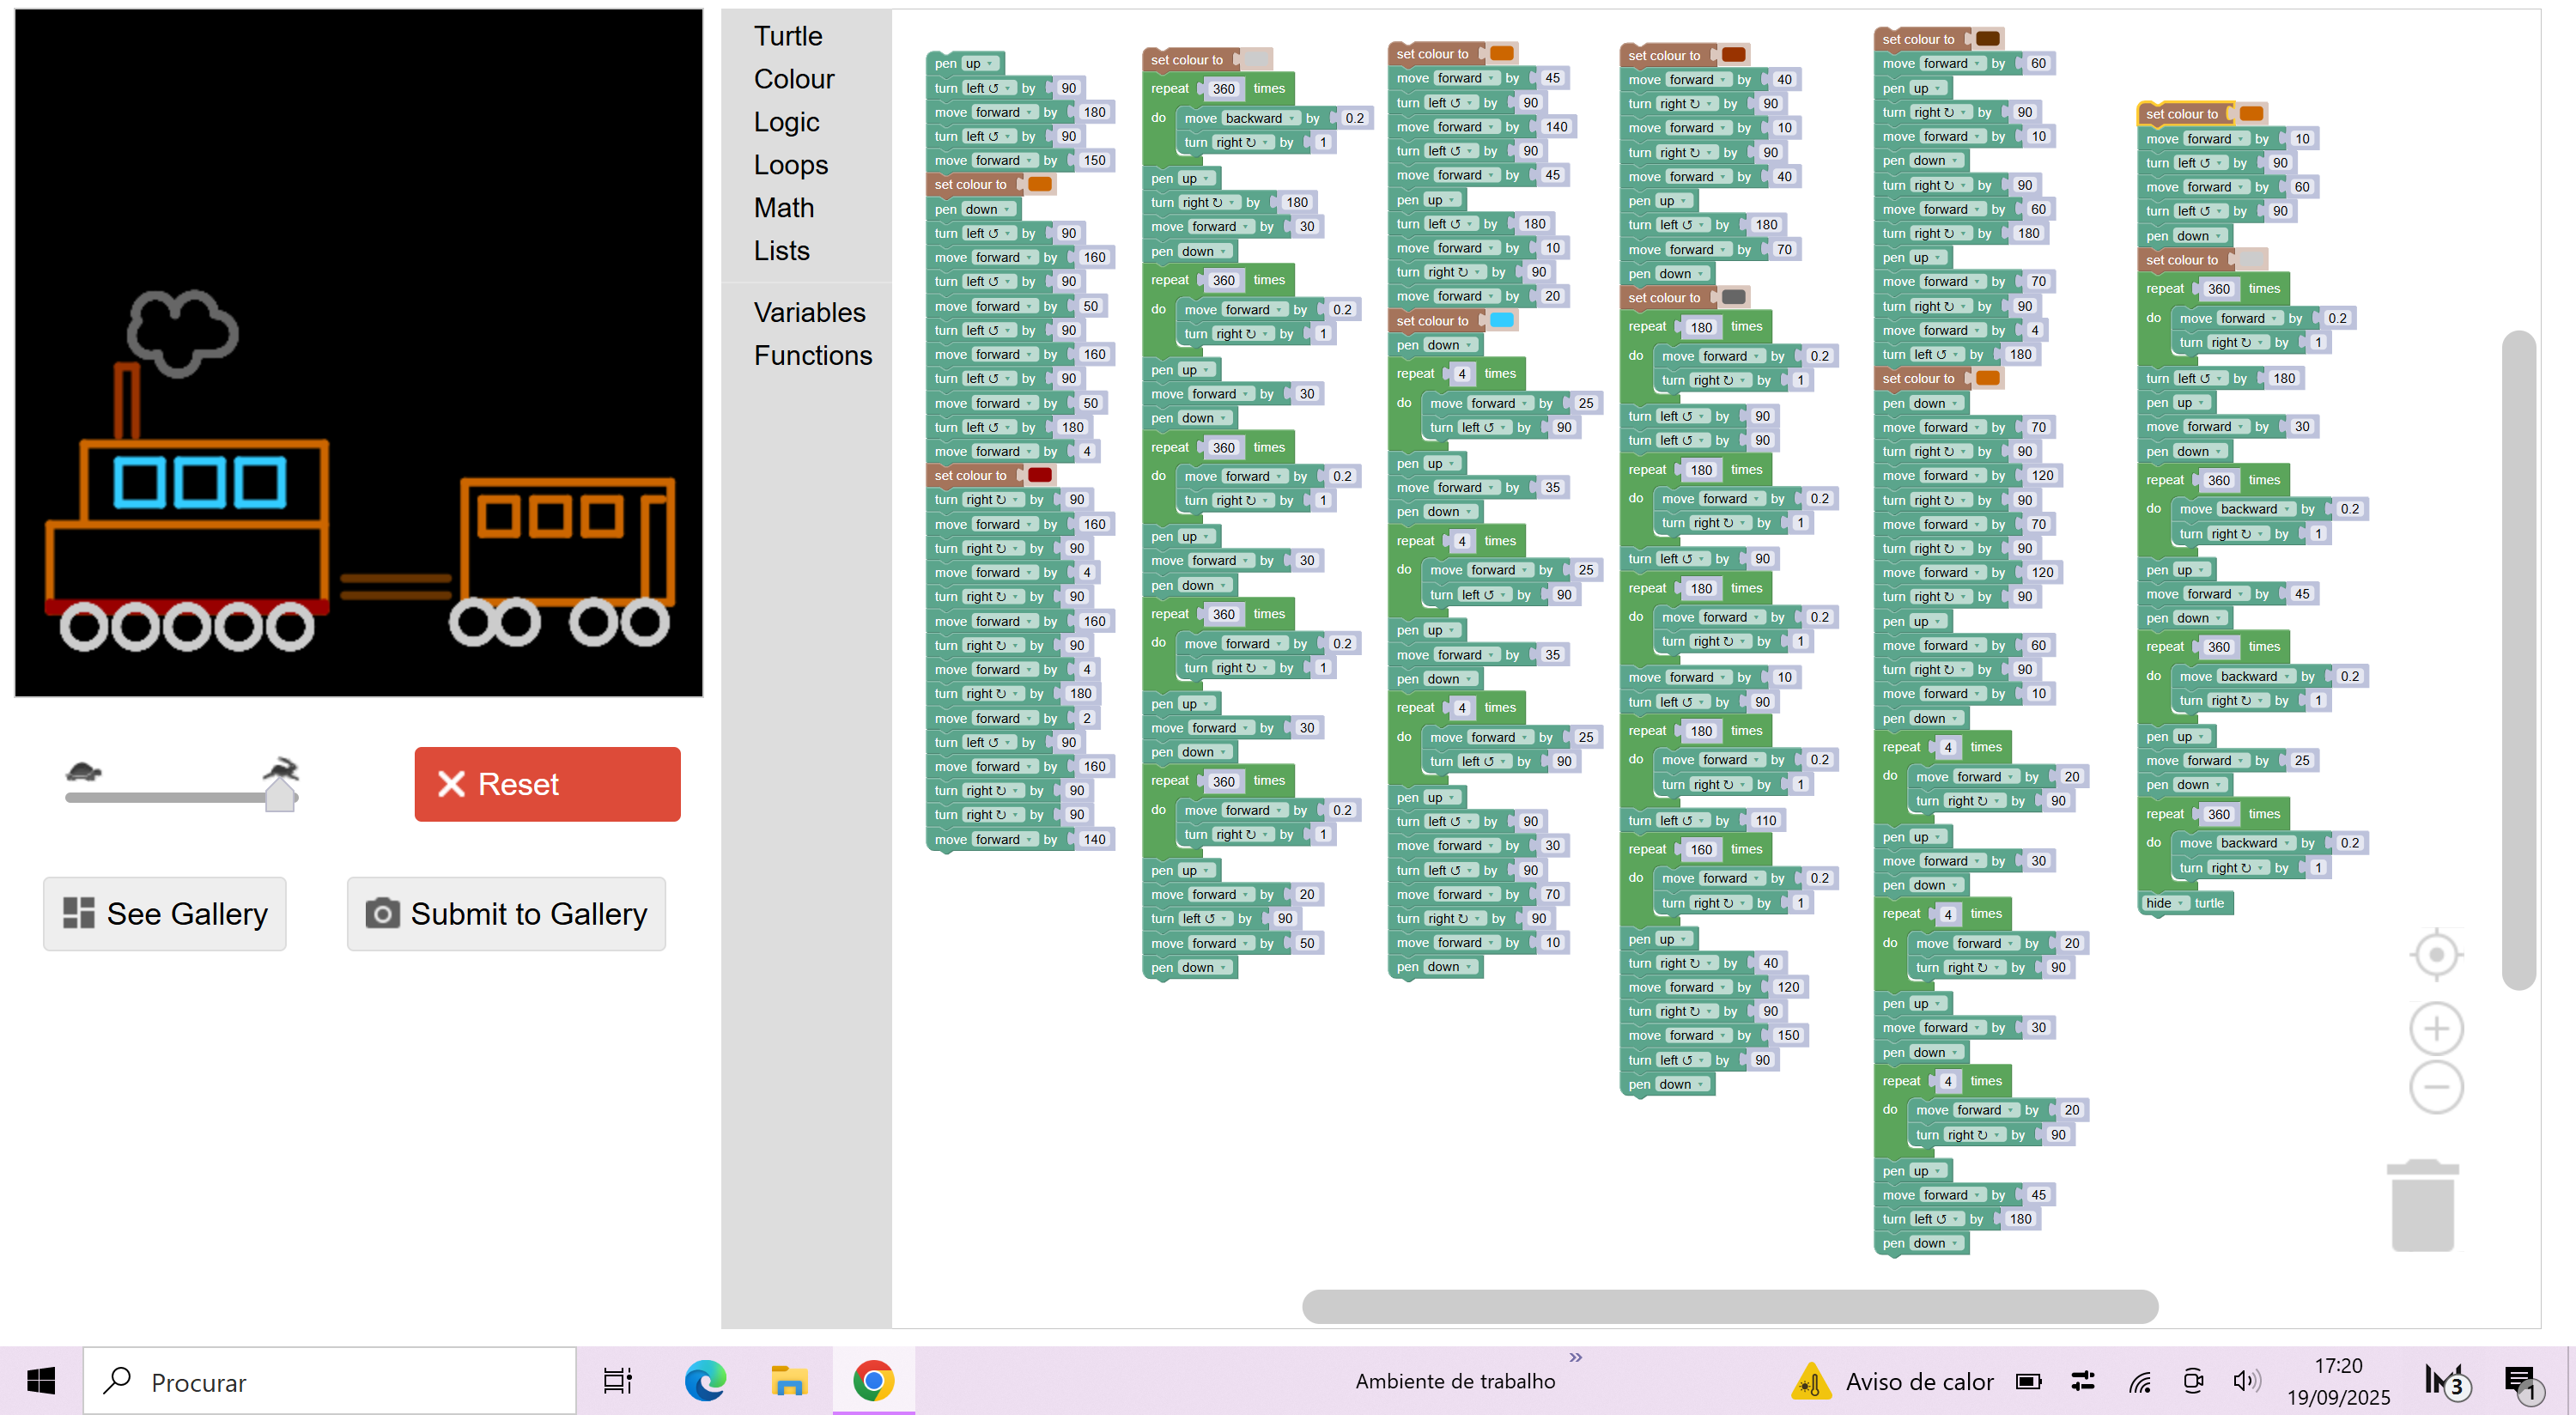 Turtle
Colour
Logic
Loops
Math
Lists
Variables
Functions
Reset
See Gallery
Submit to Gallery
pen up
turn left ↺ by 90
move forward by 180
turn left ↺ by 90
move forward by 150
set colour to
pen down
turn left ↺ by 90
move forward by 160
turn left ↺ by 90
move forward by 50
turn left ↺ by 90
move forward by 160
turn left ↺ by 90
move forward by 50
turn left ↺ by 180
move forward by 4
set colour to
turn right ↻ by 90
move forward by 160
turn right ↻ by 90
move forward by 4
turn right ↻ by 90
move forward by 160
turn right ↻ by 90
move forward by 4
turn right ↻ by 180
move forward by 2
turn left ↺ by 90
move forward by 160
turn right ↻ by 90
turn right ↻ by 90
move forward by 140
set colour to
repeat 360 times
do move backward by 0.2
turn right ↻ by 1
pen up
turn right ↻ by 180
move forward by 30
pen down
repeat 360 times
do move forward by 0.2
turn right ↻ by 1
pen up
move forward by 30
pen down
repeat 360 times
do move forward by 0.2
turn right ↻ by 1
pen up
move forward by 30
pen down
repeat 360 times
do move forward by 0.2
turn right ↻ by 1
pen up
move forward by 30
pen down
repeat 360 times
do move forward by 0.2
turn right ↻ by 1
pen up
move forward by 20
turn left ↺ by 90
move forward by 50
pen down
set colour to
move forward by 45
turn left ↺ by 90
move forward by 140
turn left ↺ by 90
move forward by 45
pen up
turn left ↺ by 180
move forward by 10
turn right ↻ by 90
move forward by 20
set colour to
pen down
repeat 4 times
do move forward by 25
turn left ↺ by 90
pen up
move forward by 35
pen down
repeat 4 times
do move forward by 25
turn left ↺ by 90
pen up
move forward by 35
pen down
repeat 4 times
do move forward by 25
turn left ↺ by 90
pen up
turn left ↺ by 90
move forward by 30
turn left ↺ by 90
move forward by 70
turn right ↻ by 90
move forward by 10
pen down
set colour to
move forward by 40
turn right ↻ by 90
move forward by 10
turn right ↻ by 90
move forward by 40
pen up
turn left ↺ by 180
move forward by 70
pen down
set colour to
repeat 180 times
do move forward by 0.2
turn right ↻ by 1
turn left ↺ by 90
turn left ↺ by 90
repeat 180 times
do move forward by 0.2
turn right ↻ by 1
turn left ↺ by 90
repeat 180 times
do move forward by 0.2
turn right ↻ by 1
move forward by 10
turn left ↺ by 90
repeat 180 times
do move forward by 0.2
turn right ↻ by 1
turn left ↺ by 110
repeat 160 times
do move forward by 0.2
turn right ↻ by 1
pen up
turn right ↻ by 40
move forward by 120
turn right ↻ by 90
move forward by 150
turn left ↺ by 90
pen down
set colour to
move forward by 60
pen up
turn right ↻ by 90
move forward by 10
pen down
turn right ↻ by 90
move forward by 60
turn right ↻ by 180
pen up
move forward by 70
turn right ↻ by 90
move forward by 4
turn left ↺ by 180
set colour to
pen down
move forward by 70
turn right ↻ by 90
move forward by 120
turn right ↻ by 90
move forward by 70
turn right ↻ by 90
move forward by 120
turn right ↻ by 90
pen up
move forward by 60
turn right ↻ by 90
move forward by 10
pen down
repeat 4 times
do move forward by 20
turn right ↻ by 90
pen up
move forward by 30
pen down
repeat 4 times
do move forward by 20
turn right ↻ by 90
pen up
move forward by 30
pen down
repeat 4 times
do move forward by 20
turn right ↻ by 90
pen up
move forward by 45
turn left ↺ by 180
pen down
set colour to
move forward by 10
turn left ↺ by 90
move forward by 60
turn left ↺ by 90
pen down
set colour to
repeat 360 times
do move forward by 0.2
turn right ↻ by 1
turn left ↺ by 180
pen up
move forward by 30
pen down
repeat 360 times
do move backward by 0.2
turn right ↻ by 1
pen up
move forward by 45
pen down
repeat 360 times
do move backward by 0.2
turn right ↻ by 1
pen up
move forward by 25
pen down
repeat 360 times
do move backward by 0.2
turn right ↻ by 1
hide turtle
Procurar
Ambiente de trabalho
»
Aviso de calor
17:20
19/09/2025
3
1